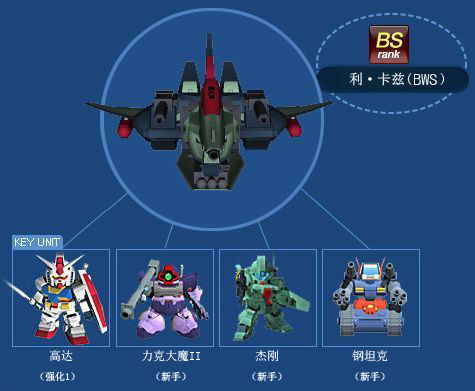 BS
rank
利·卡兹(BWS)
KEY UNIT
高达
(强化1)
力克大魔II
(新手)
杰刚
(新手)
钢坦克
(新手)